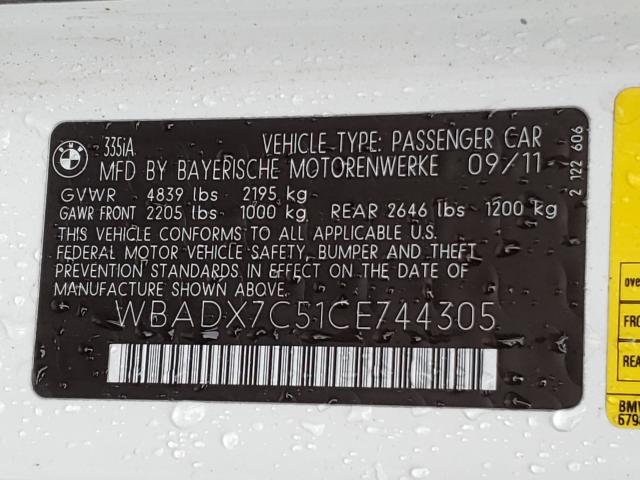 335iA VEHICLE TYPE: PASSENGER CAR
MFD BY BAYERISCHE MOTORENWERKE 09/11
GVWR 4839 lbs 2195 kg
GAWR FRONT 2205 lbs 1000 kg REAR 2646 lbs 1200 kg
THIS VEHICLE CONFORMS TO ALL APPLICABLE U.S.
FEDERAL MOTOR VEHICLE SAFETY, BUMPER AND THEFT
PREVENTION STANDARDS IN EFFECT ON THE DATE OF
MANUFACTURE SHOWN ABOVE.
WBADX7C51CE744305
2 122 606
BMW